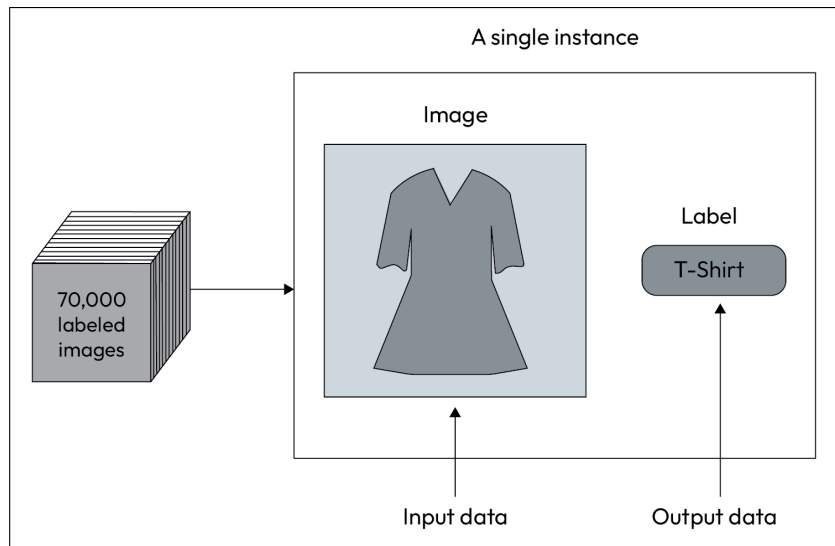 A single instance
Image
Label
T-Shirt
70,000
labeled
images
Input data
Output data